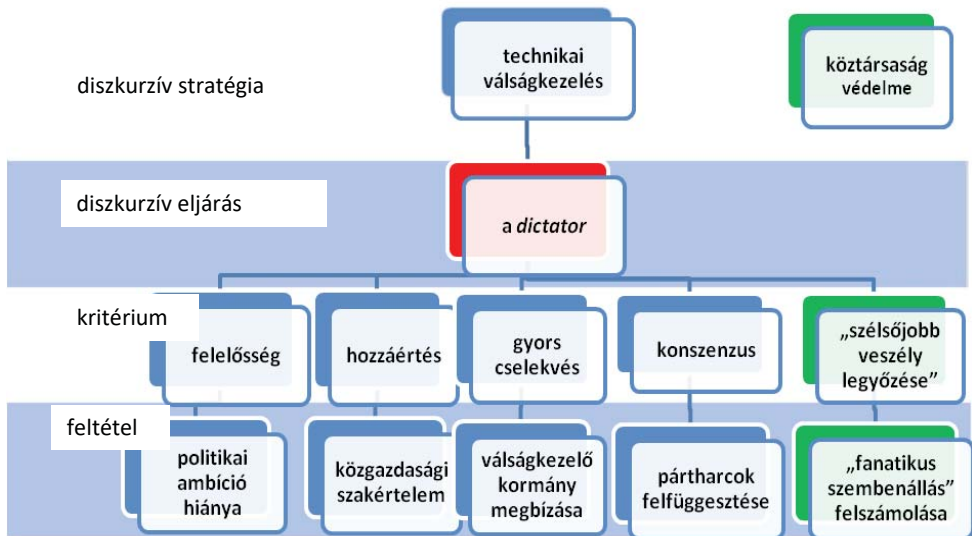 diszkurzív stratégia
technikai
válságkezelés
köztársaság
védelme
diszkurzív eljárás
a dictator
kritérium
felelősség
hozzáértés
gyors
cselekvés
konszenzus
„szélsőjobb
veszély
legyőzése”
feltétel
politikai
ambíció
hiánya
közgazdasági
szakértelem
válságkezelő
kormány
megbízása
pártharcok
felfüggesztése
„fanatikus
szembenállás”
felszámolása